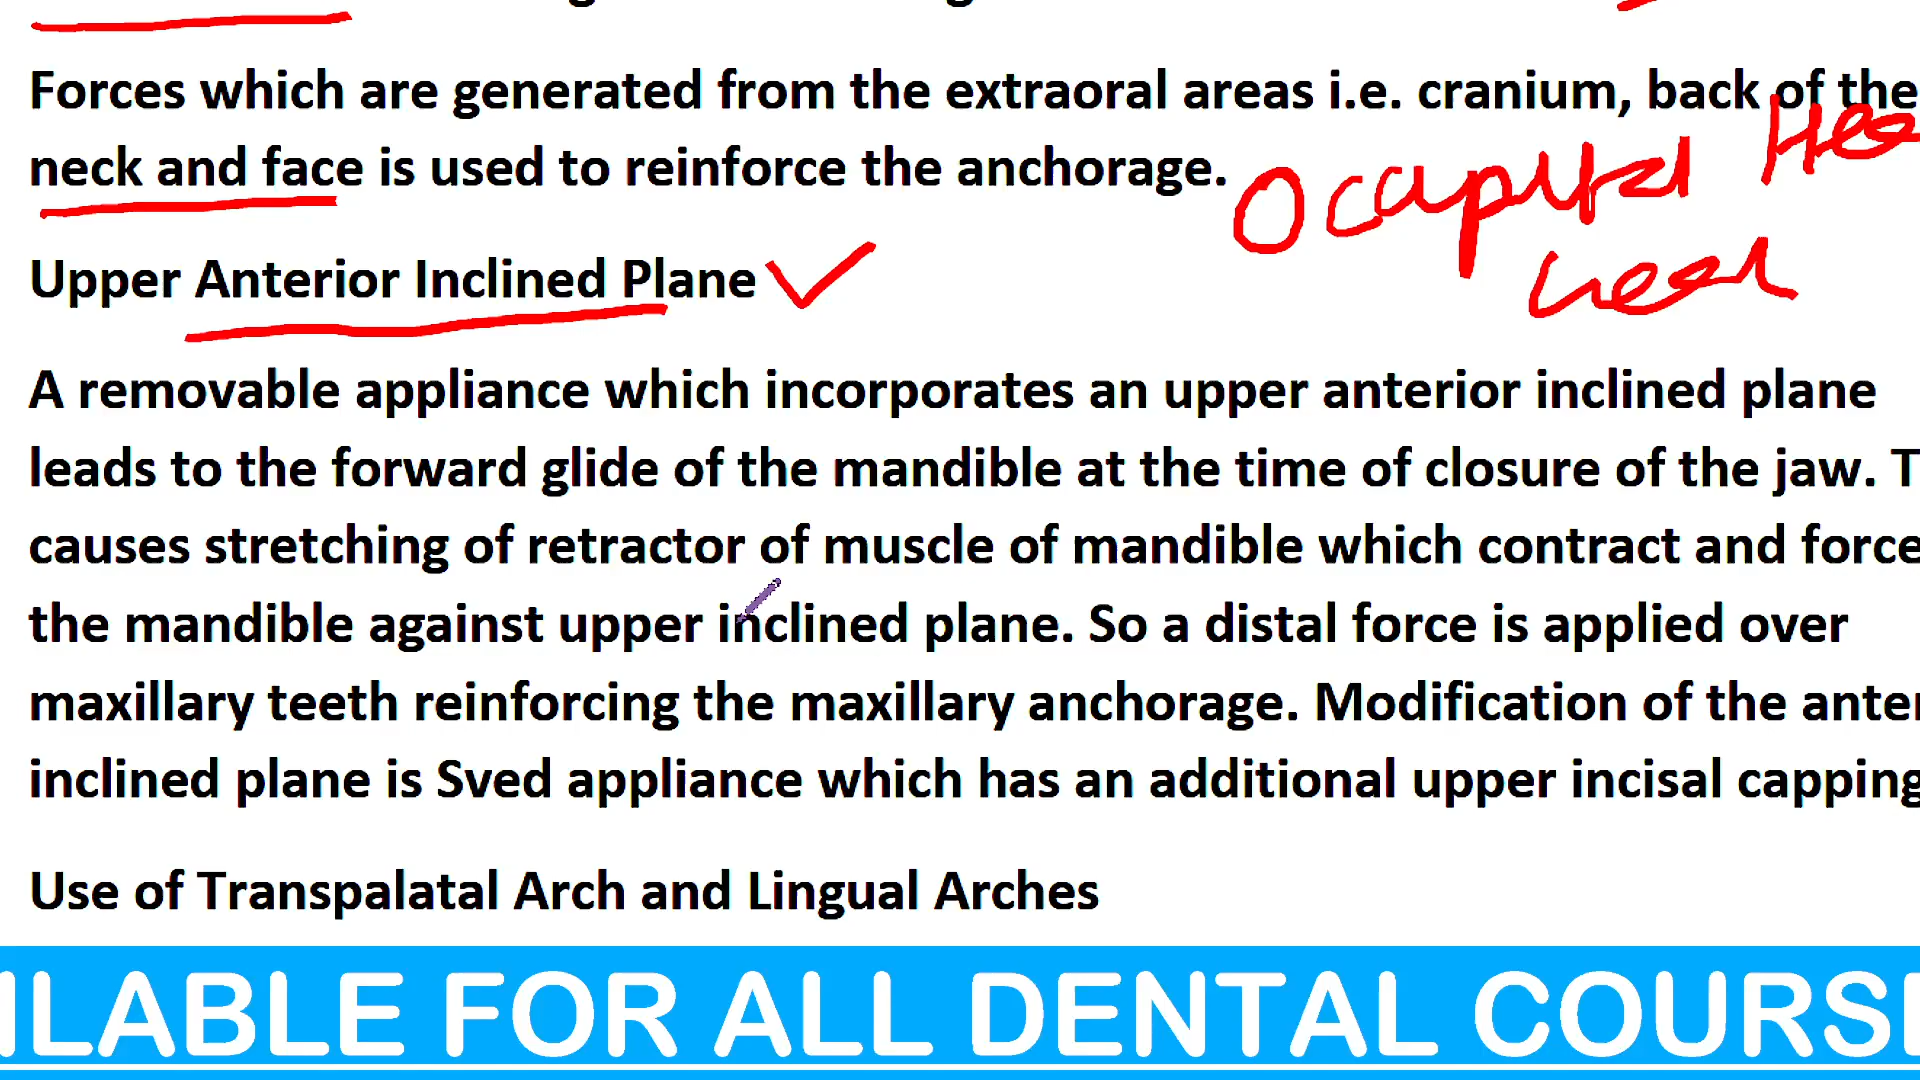 Forces which are generated from the extraoral areas i.e. cranium, back of the
neck and face is used to reinforce the anchorage.
Upper Anterior Inclined Plane
A removable appliance which incorporates an upper anterior inclined plane
leads to the forward glide of the mandible at the time of closure of the jaw. T
causes stretching of retractor of muscle of mandible which contract and force
the mandible against upper inclined plane. So a distal force is applied over
maxillary teeth reinforcing the maxillary anchorage. Modification of the anter
inclined plane is Sved appliance which has an additional upper incisal capping
Use of Transpalatal Arch and Lingual Arches
ILABLE FOR ALL DENTAL COURS